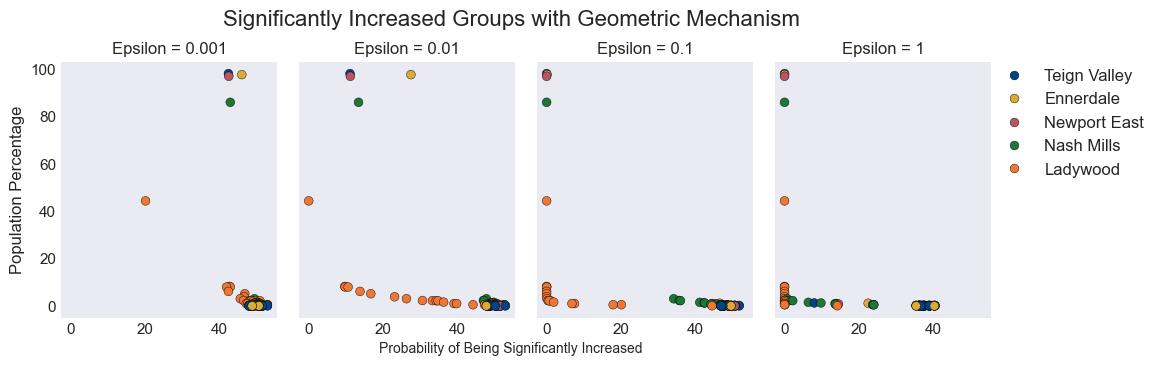 Significantly Increased Groups with Geometric Mechanism
Epsilon = 0.001
Epsilon = 0.01
Epsilon = 0.1
Epsilon = 1
Population Percentage
100
80
60
40
20
0
0 20 40
0 20 40
0 20 40
0 20 40
Probability of Being Significantly Increased
Teign Valley
Ennerdale
Newport East
Nash Mills
Ladywood